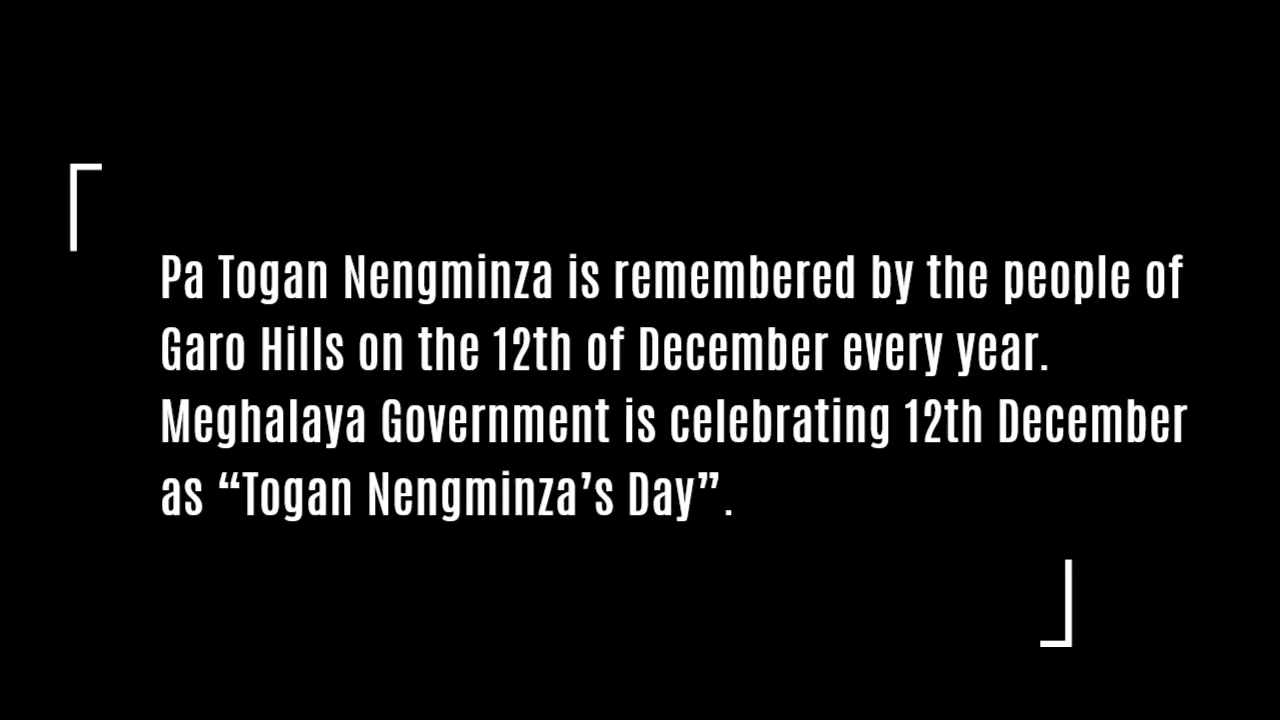 Pa Togan Nengminza is remembered by the people of
Garo Hills on the 12th of December every year.
Meghalaya Government is celebrating 12th December
as “Togan Nengminza’s Day”.